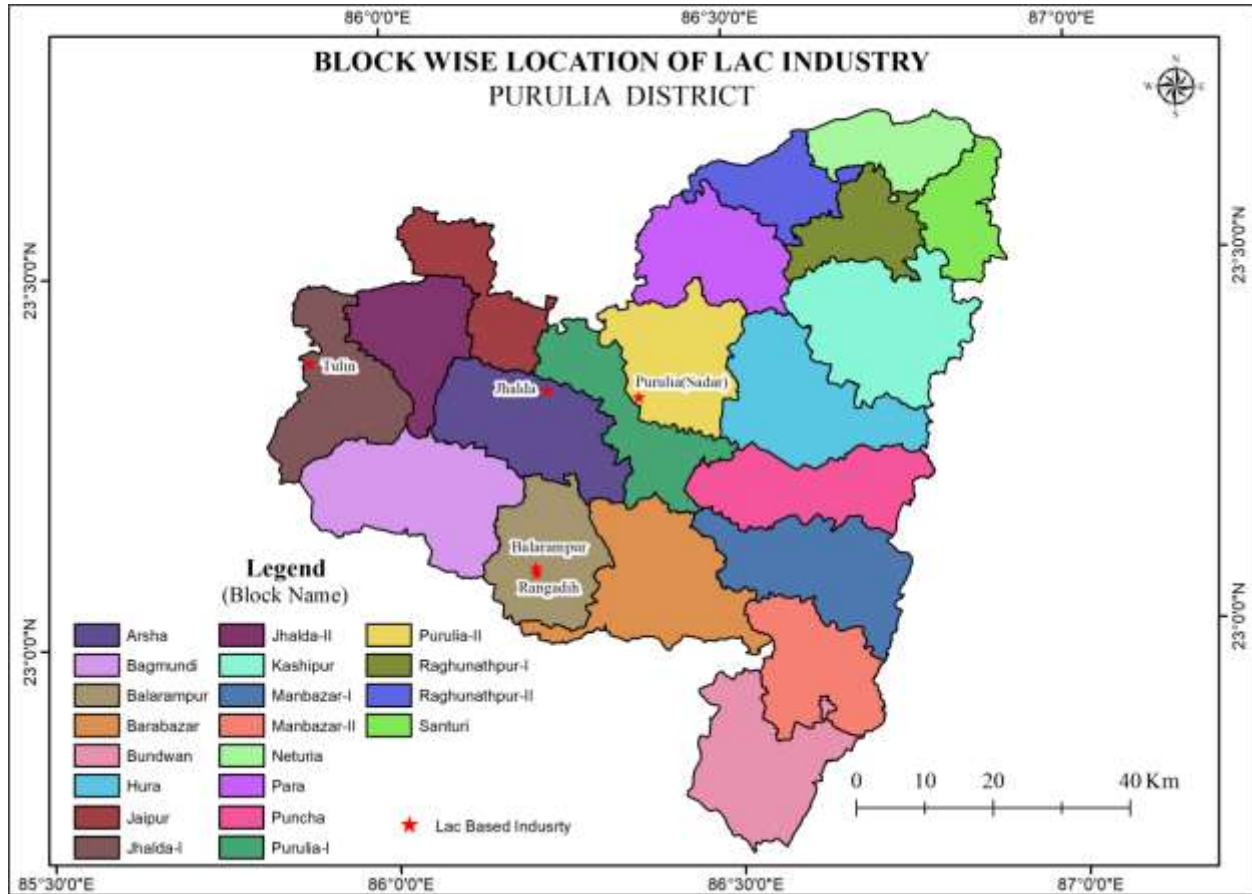 86°0'0"E
86°30'0"E
87°0'0"E
BLOCK WISE LOCATION OF LAC INDUSTRY
PURULIA DISTRICT
N
W
E
S
23°30'0"N
23°30'0"N
Tulin
Jhalda
Purulia(Sadar)
Balarampur
Rangadih
23°0'0"N
23°0'0"N
Legend
(Block Name)
Arsha
Bagmundi
Balarampur
Barabazar
Bundwan
Hura
Jaipur
Jhalda-I
Jhalda-II
Kashipur
Manbazar-I
Manbazar-II
Neturia
Para
Puncha
Purulia-I
Purulia-II
Raghunathpur-I
Raghunathpur-II
Santuri
Lac Based Indusrty
0 10 20 40 Km
85°30'0"E
86°0'0"E
86°30'0"E
87°0'0"E